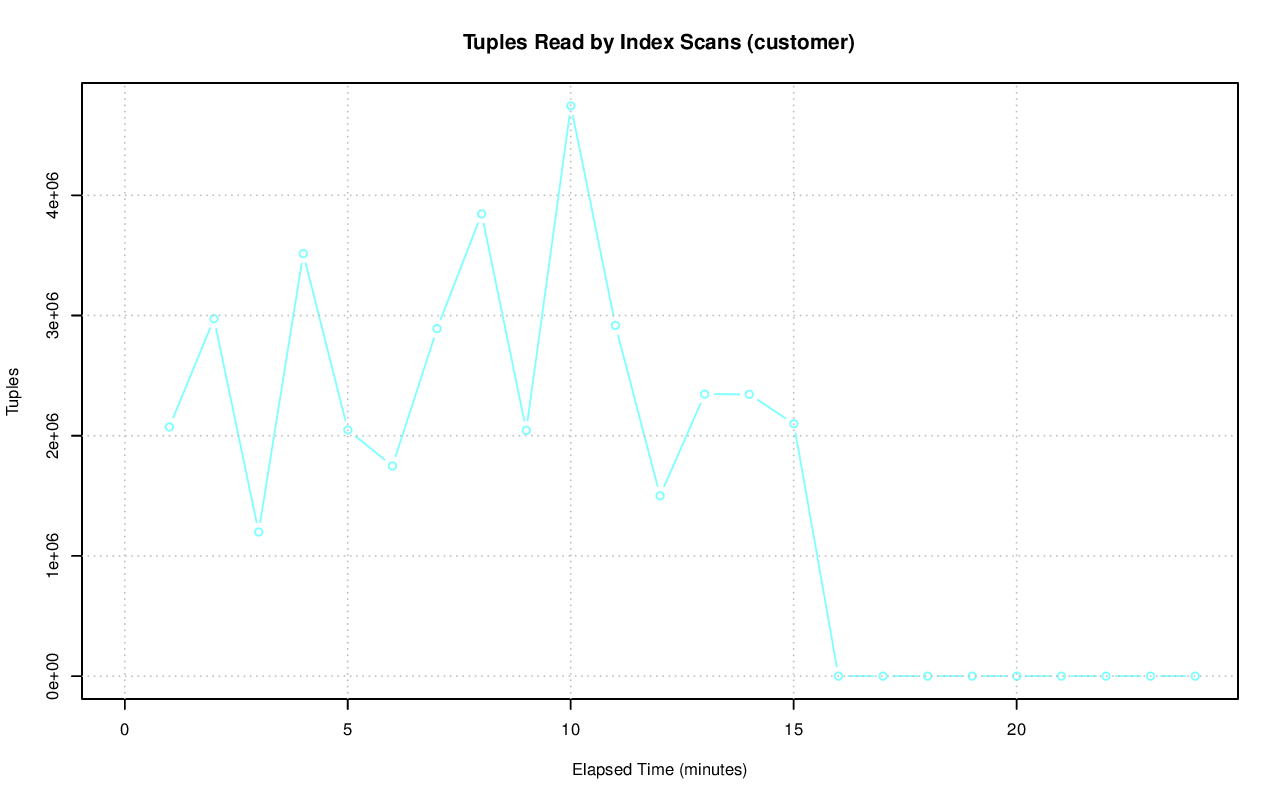 Tuples Read by Index Scans (customer)
Tuples
4e+06
3e+06
2e+06
1e+06
0e+00
0 5 10 15 20
Elapsed Time (minutes)